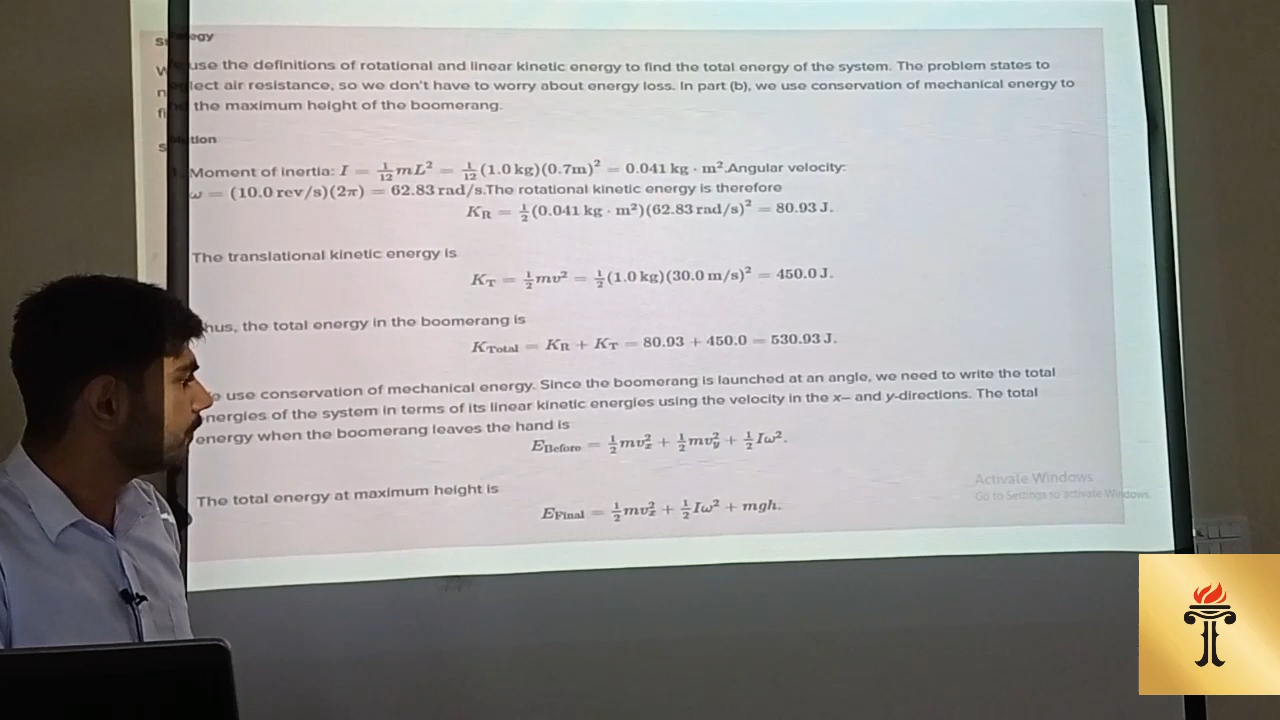 egy
We use the definitions of rotational and linear kinetic energy to find the total energy of the system. The problem states to
neglect air resistance, so we don't have to worry about energy loss. In part (b), we use conservation of mechanical energy to
find the maximum height of the boomerang.
Solution
1. Moment of inertia: I = 1/12 mL² = 1/12 (1.0 kg)(0.7m)² = 0.041 kg · m².Angular velocity:
ω = (10.0 rev/s)(2π) = 62.83 rad/s.The rotational kinetic energy is therefore
K_R = 1/2 (0.041 kg · m²)(62.83 rad/s)² = 80.93 J.
The translational kinetic energy is
K_T = 1/2 mv² = 1/2 (1.0 kg)(30.0 m/s)² = 450.0 J.
hus, the total energy in the boomerang is
K_Total = K_R + K_T = 80.93 + 450.0 = 530.93 J.
e use conservation of mechanical energy. Since the boomerang is launched at an angle, we need to write the total
nergies of the system in terms of its linear kinetic energies using the velocity in the x– and y-directions. The total
energy when the boomerang leaves the hand is
E_Before = 1/2 mv_x² + 1/2 mv_y² + 1/2 Iω².
The total energy at maximum height is
E_Final = 1/2 mv_x² + 1/2 Iω² + mgh.
Activate Windows
Go to Settings to activate Windows.